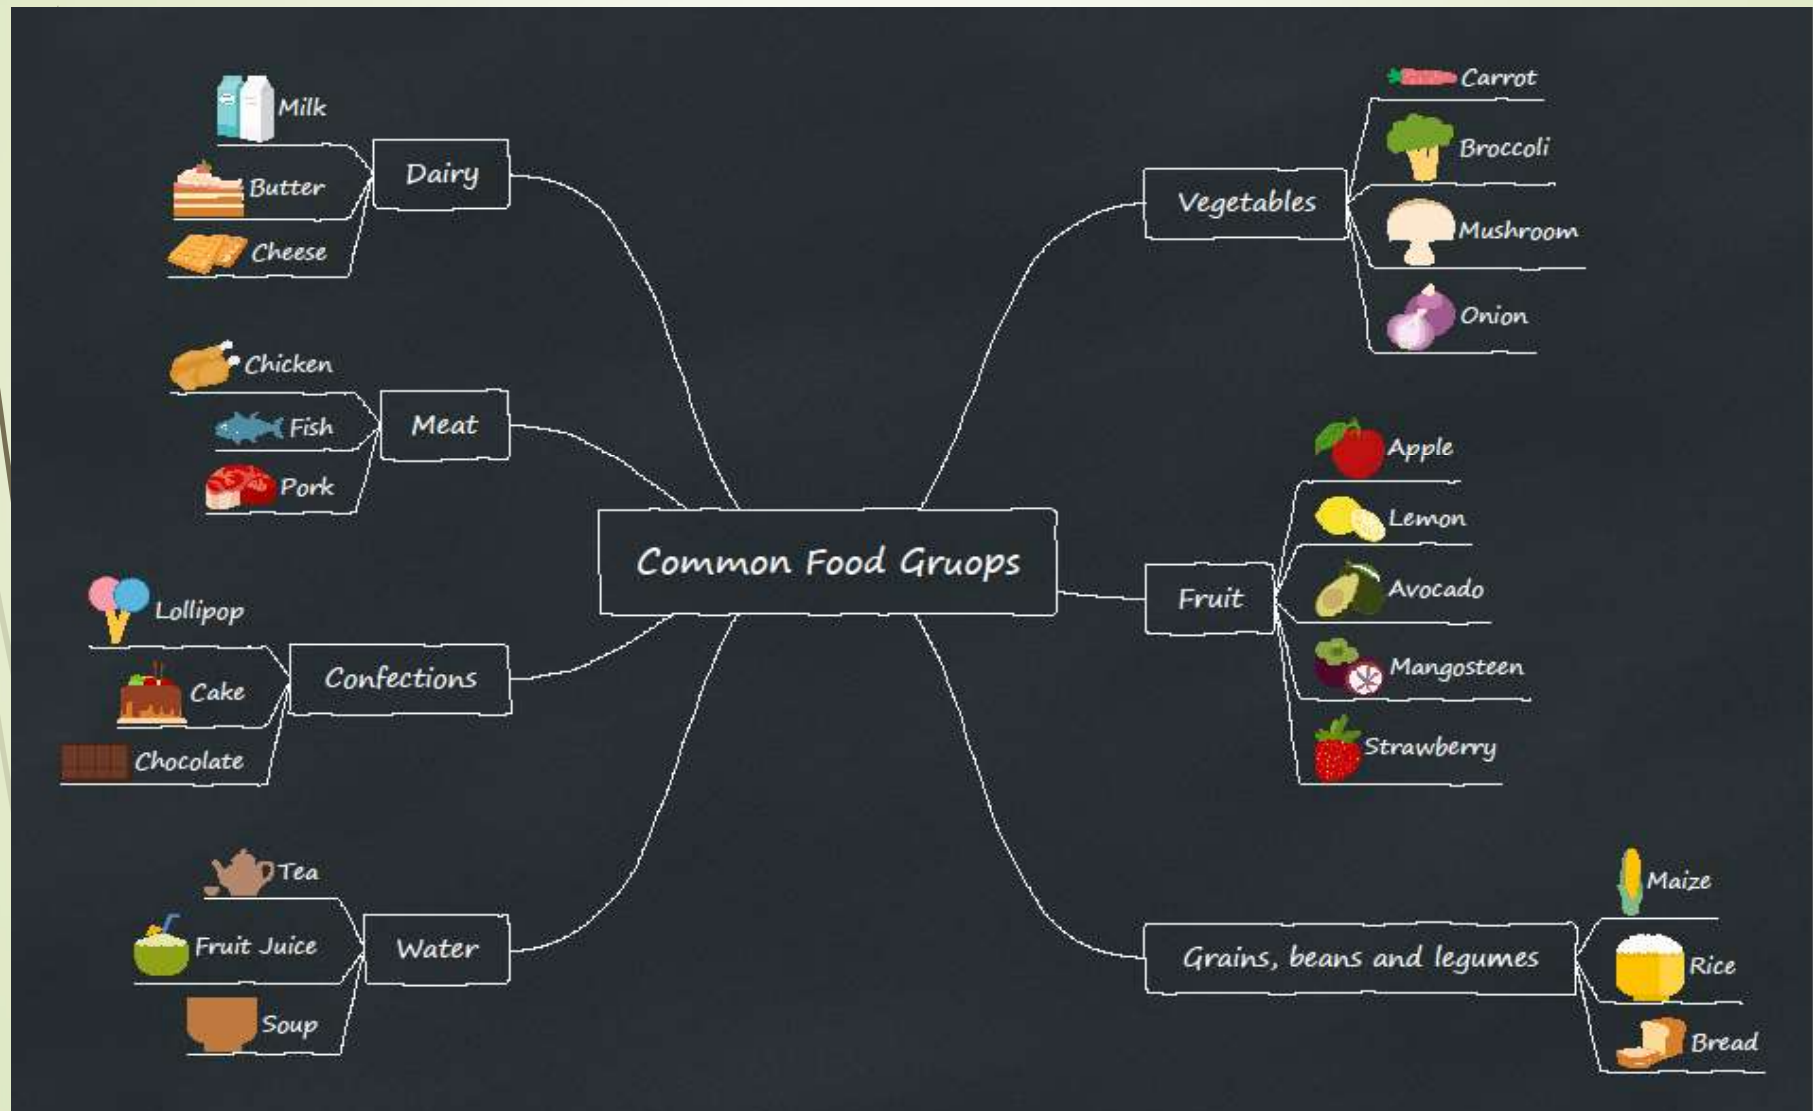 Common Food Gruops
Dairy
Milk
Butter
Cheese
Meat
Chicken
Fish
Pork
Confections
Lollipop
Cake
Chocolate
Water
Tea
Fruit Juice
Soup
Vegetables
Carrot
Broccoli
Mushroom
Onion
Fruit
Apple
Lemon
Avocado
Mangosteen
Strawberry
Grains, beans and legumes
Maize
Rice
Bread